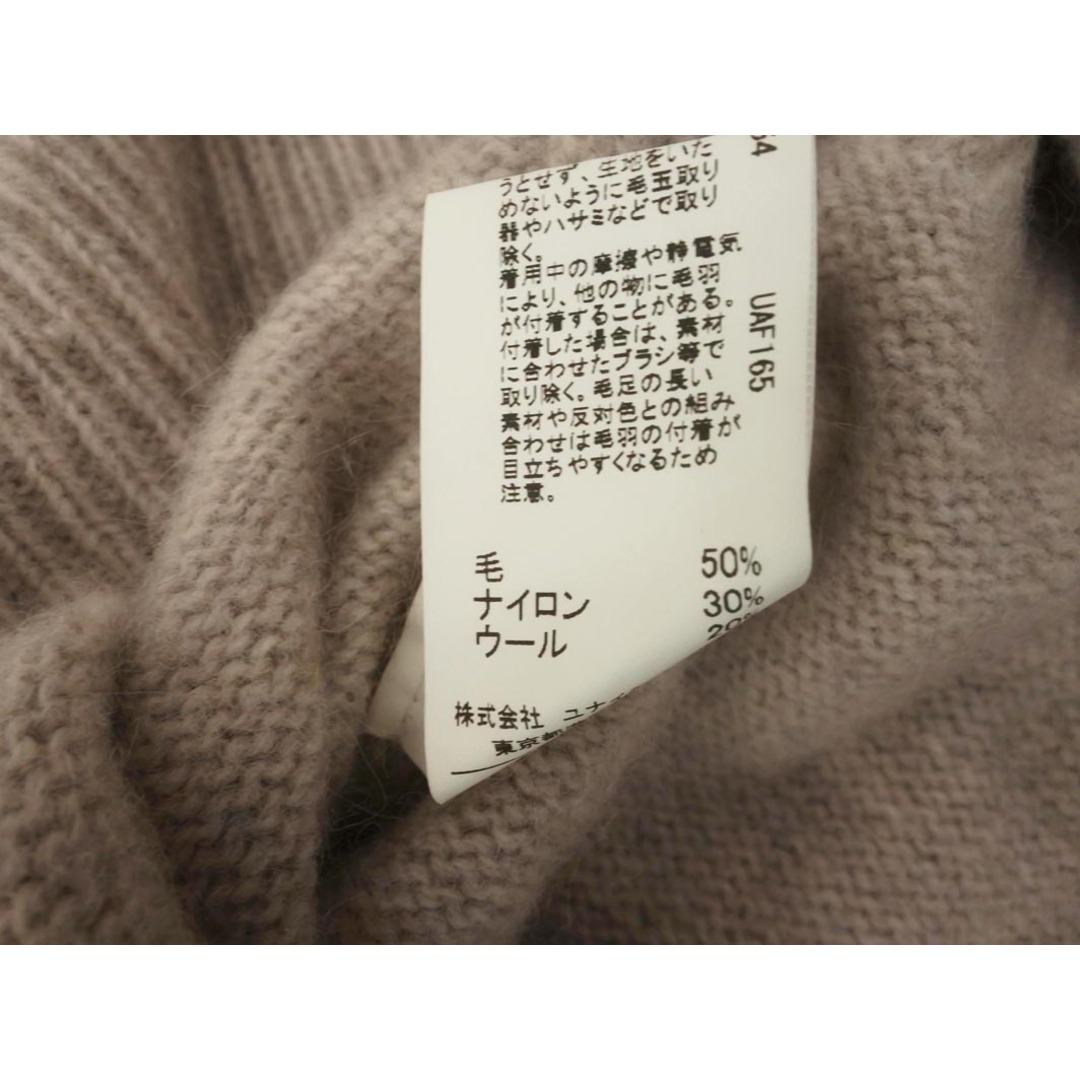 うとせず、生地をいた
めないように毛玉取り
器やハサミなどで取り
除く。
着用中の摩擦や静電気
により、他の物に毛羽
が付着することがある。
付着した場合は、素材
に合わせたブラシ等で
取り除く。毛足の長い
素材や反対色との組み
合わせは毛羽の付着が
目立ちやすくなるため
注意。
毛 50%
ナイロン 30%
ウール
株式会社 ユナ
東京都
UAF165